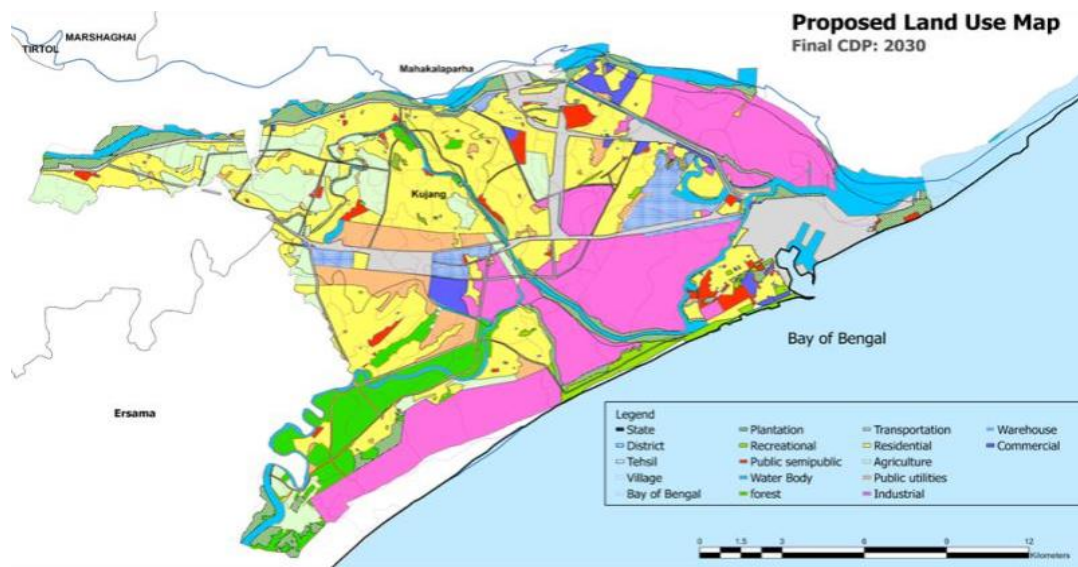 Proposed Land Use Map
Final CDP: 2030
MARSHAGHAI
TIRTOL
Mahakalaparha
Kujang
Bay of Bengal
Ersama
Legend
State
District
Tehsil
Village
Bay of Bengal
Plantation
Recreational
Public semipublic
Water Body
forest
Transportation
Residential
Agriculture
Public utilities
Industrial
Warehouse
Commercial
0 1.5 3 6 9 12
Kilometers